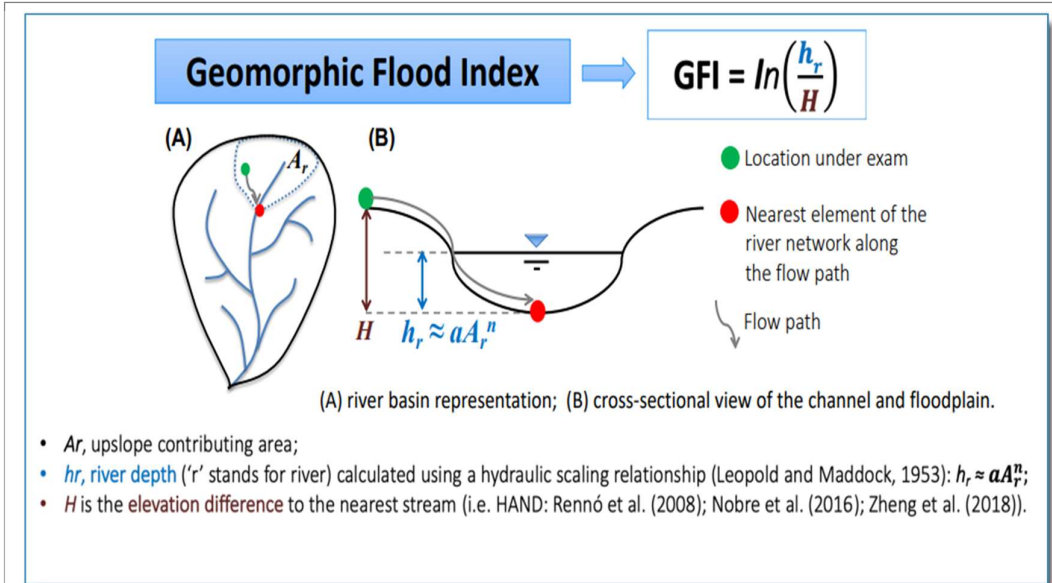 Geomorphic Flood Index
GFI = ln(hr/H)
(A)
(B)
Ar
Location under exam
Nearest element of the
river network along
the flow path
Flow path
H
hr ≈ aArⁿ
(A) river basin representation; (B) cross-sectional view of the channel and floodplain.
• Ar, upslope contributing area;
• hr, river depth ('r' stands for river) calculated using a hydraulic scaling relationship (Leopold and Maddock, 1953): hr ≈ aArⁿ;
• H is the elevation difference to the nearest stream (i.e. HAND: Rennó et al. (2008); Nobre et al. (2016); Zheng et al. (2018)).